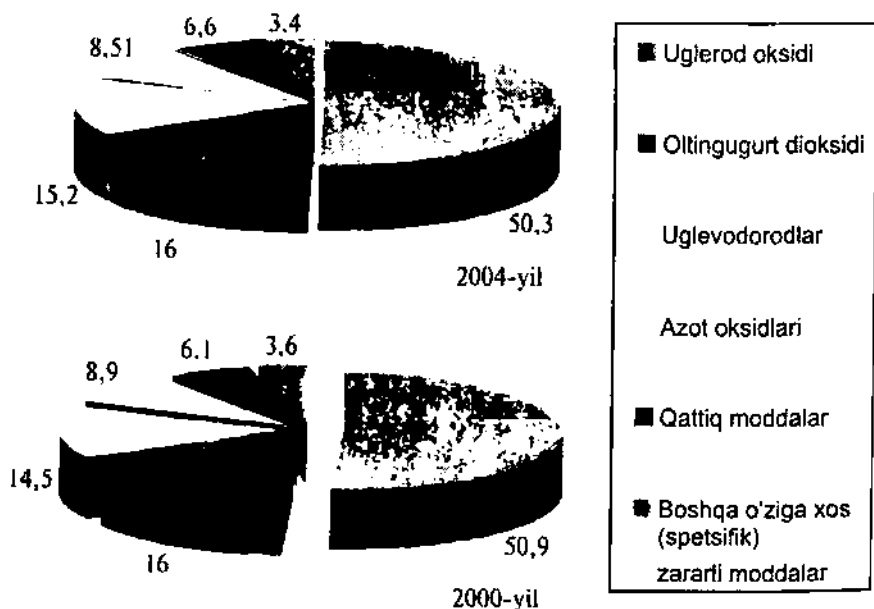 6,6
3,4
8,51
15,2
16
50,3
2004-yil
6.1
3,6
8,9
14,5
16
50,9
2000-yil
Uglerod oksidi
Oltingugurt dioksidi
Uglevodorodlar
Azot oksidlari
Qattiq moddalar
Boshqa o'ziga xos
(spetsifik)
zararli moddalar